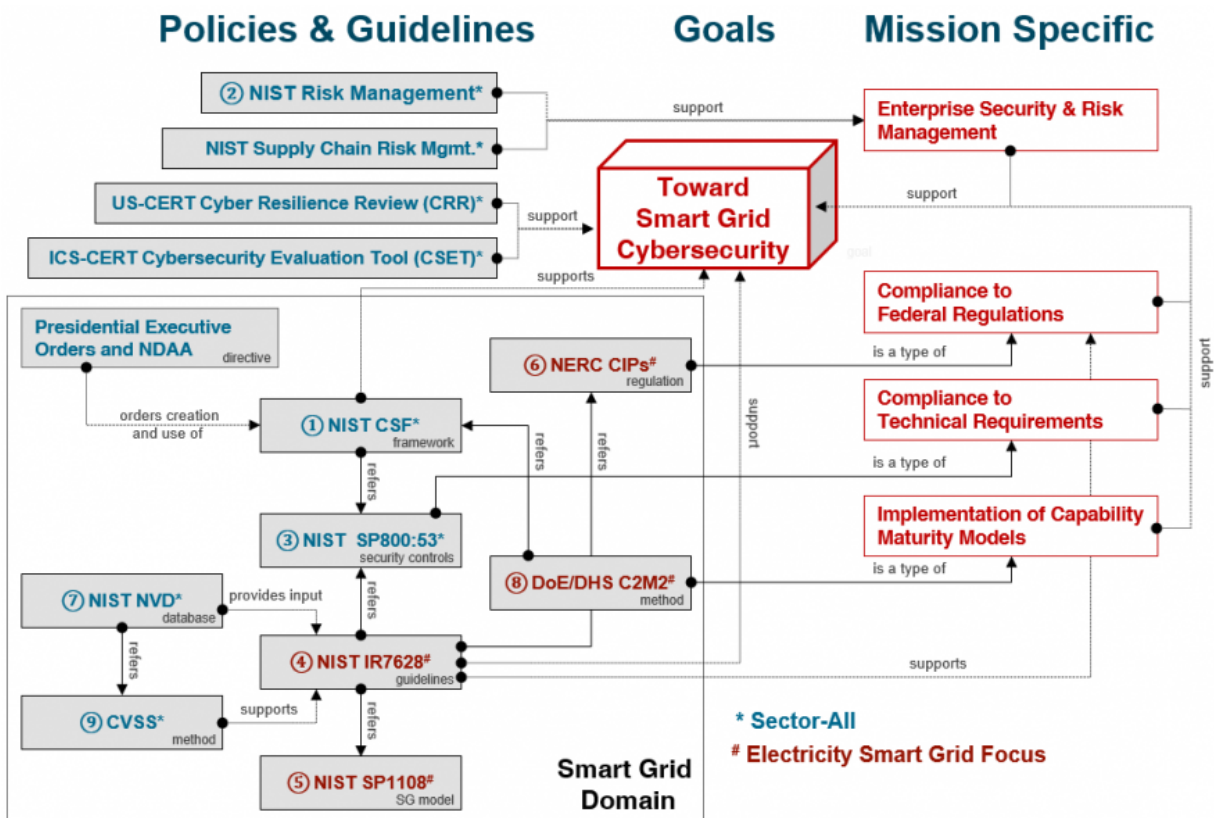 Policies & Guidelines
Goals
Mission Specific
② NIST Risk Management*
NIST Supply Chain Risk Mgmt.*
US-CERT Cyber Resilience Review (CRR)*
ICS-CERT Cybersecurity Evaluation Tool (CSET)*
support
support
supports
Toward
Smart Grid
Cybersecurity
goal
Enterprise Security & Risk
Management
support
Presidential Executive
Orders and NDAA
directive
orders creation
and use of
① NIST CSF*
framework
refers
③ NIST SP800:53*
security controls
refers
⑦ NIST NVD*
database
provides input
refers
④ NIST IR7628#
guidelines
⑨ CVSS*
method
supports
refers
⑤ NIST SP1108#
SG model
⑥ NERC CIPs#
regulation
refers
refers
⑧ DoE/DHS C2M2#
method
Smart Grid
Domain
support
is a type of
Compliance to
Federal Regulations
is a type of
Compliance to
Technical Requirements
is a type of
Implementation of Capability
Maturity Models
support
supports
* Sector-All
# Electricity Smart Grid Focus